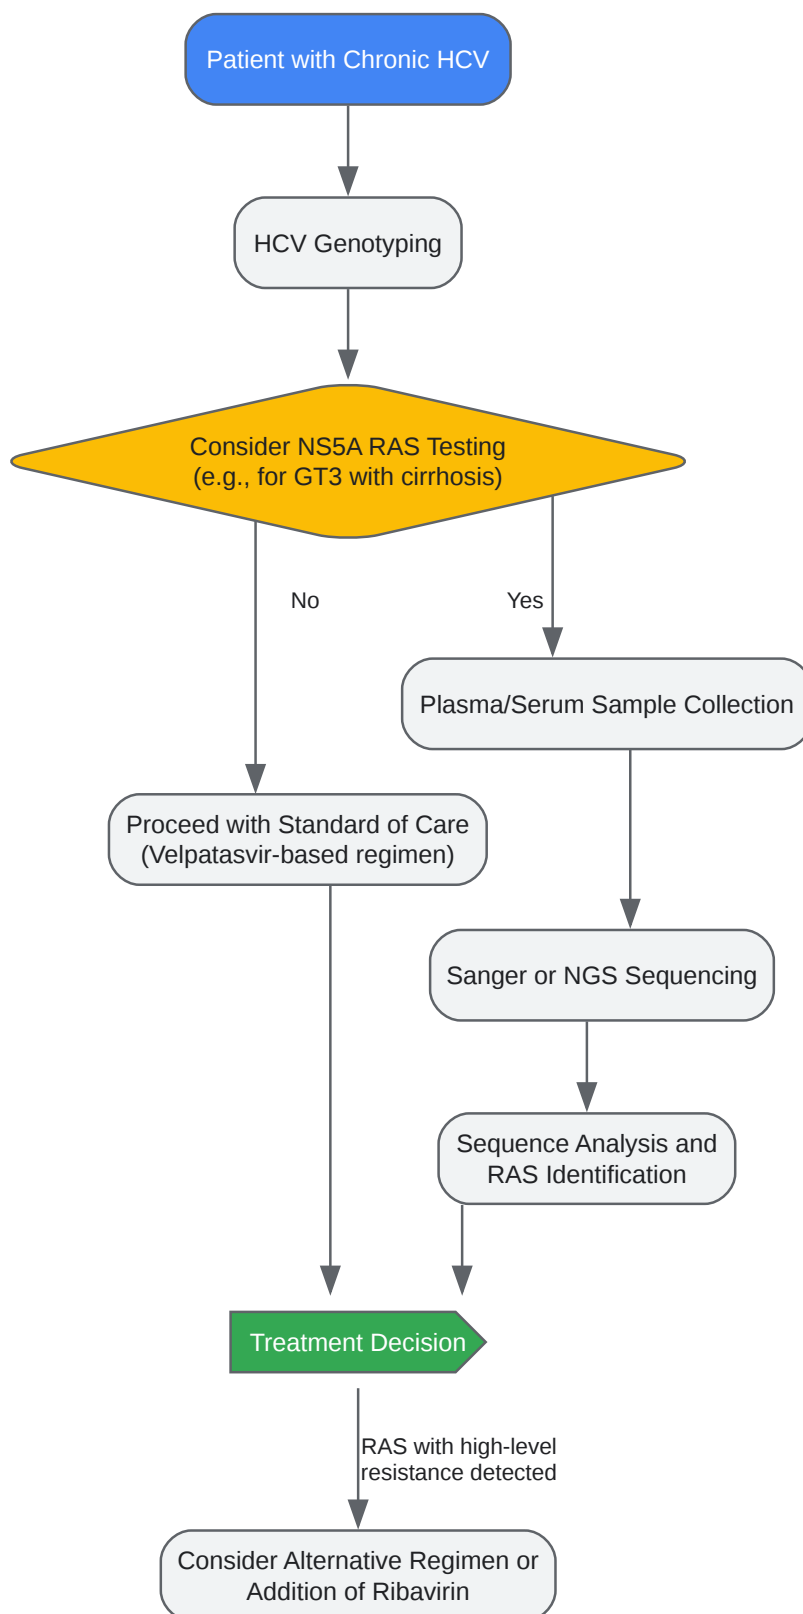 Patient with Chronic HCV
HCV Genotyping
Consider NS5A RAS Testing
(e.g., for GT3 with cirrhosis)
No
Yes
Plasma/Serum Sample Collection
Proceed with Standard of Care
(Velpatasvir-based regimen)
Sanger or NGS Sequencing
Sequence Analysis and
RAS Identification
Treatment Decision
RAS with high-level
resistance detected
Consider Alternative Regimen or
Addition of Ribavirin